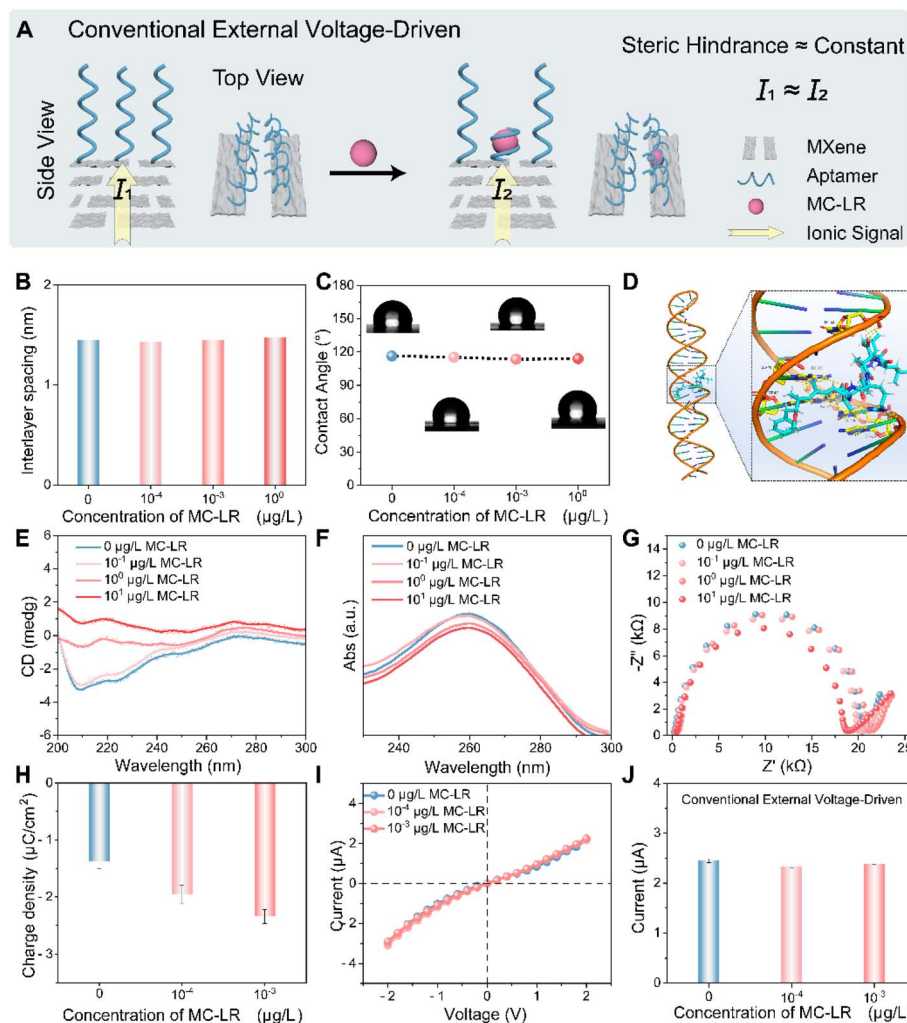 A Conventional External Voltage-Driven
Steric Hindrance ≈ Constant
I₁ ≈ I₂
Side View
Top View
I₁
I₂
MXene
Aptamer
MC-LR
Ionic Signal
B
Interlayer spacing (nm)
2
1
0
0 10⁻⁴ 10⁻³ 10⁰
Concentration of MC-LR (µg/L)
C
Contact Angle (°)
180
150
120
90
60
30
0
0 10⁻⁴ 10⁻³ 10⁰
Concentration of MC-LR (µg/L)
D
E
0 µg/L MC-LR
10⁻¹ µg/L MC-LR
10⁰ µg/L MC-LR
10¹ µg/L MC-LR
CD (medg)
6
4
2
0
-2
-4
-6
200 220 240 260 280 300
Wavelength (nm)
F
0 µg/L MC-LR
10⁻¹ µg/L MC-LR
10⁰ µg/L MC-LR
10¹ µg/L MC-LR
Abs (a.u.)
240 260 280 300
Wavelength (nm)
G
0 µg/L MC-LR
10⁻¹ µg/L MC-LR
10⁰ µg/L MC-LR
10¹ µg/L MC-LR
-Z'' (kΩ)
14
12
10
8
6
4
2
0
0 5 10 15 20 25
Z' (kΩ)
H
Charge density (µC/cm²)
0
- 1
- 2
- 3
0 10⁻⁴ 10⁻³
Concentration of MC-LR (µg/L)
I
0 µg/L MC-LR
10⁻⁴ µg/L MC-LR
10⁻³ µg/L MC-LR
Current (µA)
4
2
0
- 2
- 4
- 2 - 1 0 1 2
Voltage (V)
J
Conventional External Voltage-Driven
Current (µA)
4
3
2
1
0
0 10⁻⁴ 10⁻³
Concentration of MC-LR (µg/L)